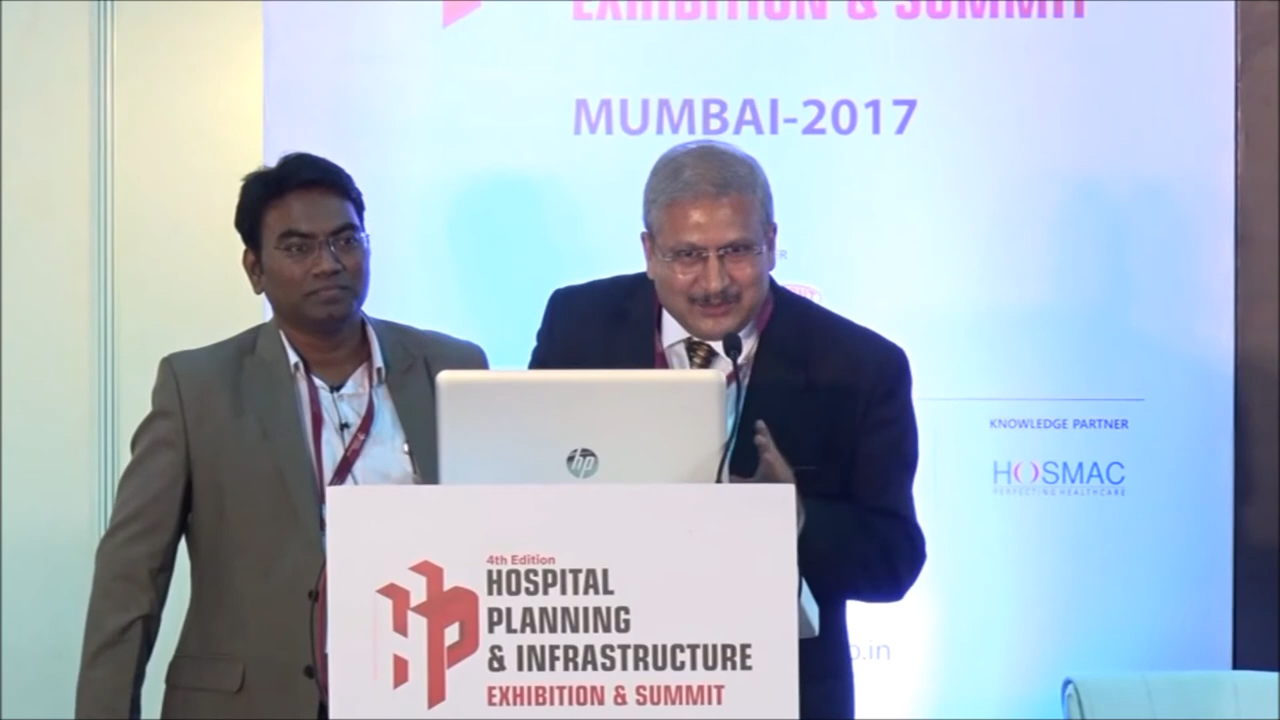 EXHIBITION & SUMMIT
MUMBAI-2017
KNOWLEDGE PARTNER
HOSMAC
PERFECTING HEALTHCARE
hp
4th Edition
HOSPITAL
PLANNING
& INFRASTRUCTURE
EXHIBITION & SUMMIT